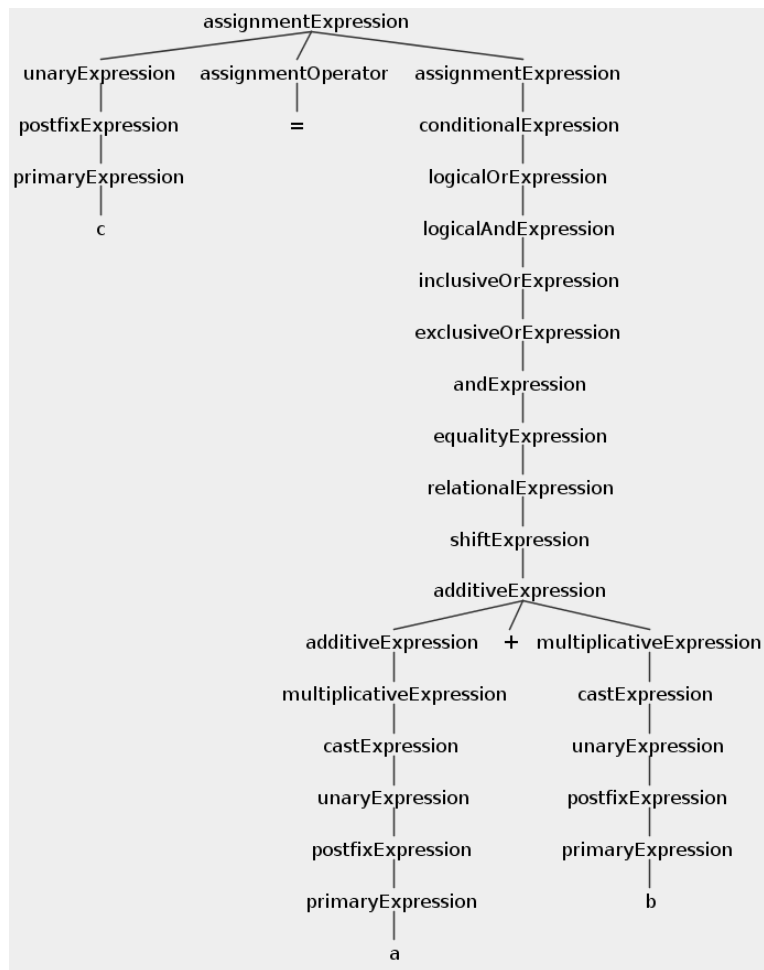 assignmentExpression
unaryExpression assignmentOperator assignmentExpression
postfixExpression = conditionalExpression
primaryExpression logicalOrExpression
c logicalAndExpression
inclusiveOrExpression
exclusiveOrExpression
andExpression
equalityExpression
relationalExpression
shiftExpression
additiveExpression
additiveExpression + multiplicativeExpression
multiplicativeExpression castExpression
castExpression unaryExpression
unaryExpression postfixExpression
postfixExpression primaryExpression
primaryExpression b
a